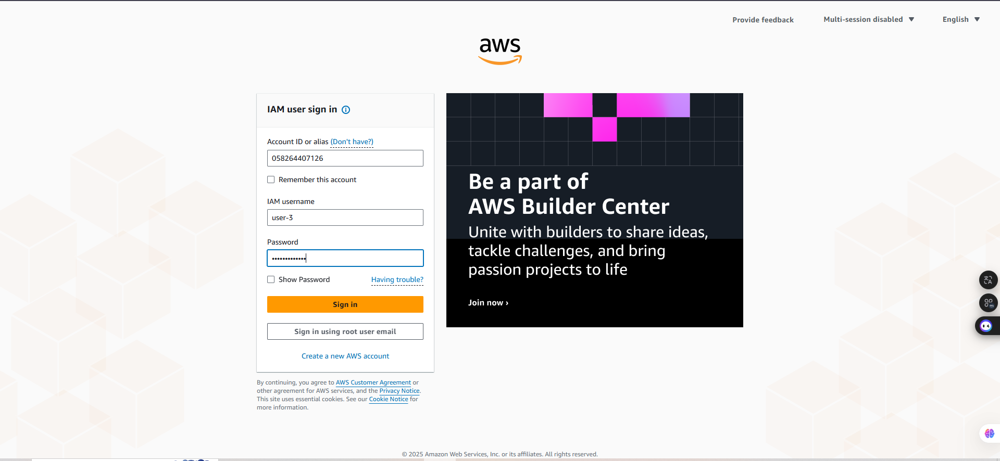 Provide feedback
Multi-session disabled
English
aws
IAM user sign in
Account ID or alias (Don't have?)
058264407126
Remember this account
IAM username
user-3
Password
•••••••••••••
Show Password
Having trouble?
Sign in
Sign in using root user email
Create a new AWS account
By continuing, you agree to AWS Customer Agreement or
other agreement for AWS services, and the Privacy Notice.
This site uses essential cookies. See our Cookie Notice for
more information.
Be a part of
AWS Builder Center
Unite with builders to share ideas,
tackle challenges, and bring
passion projects to life
Join now ›
© 2025 Amazon Web Services, Inc. or its affiliates. All rights reserved.